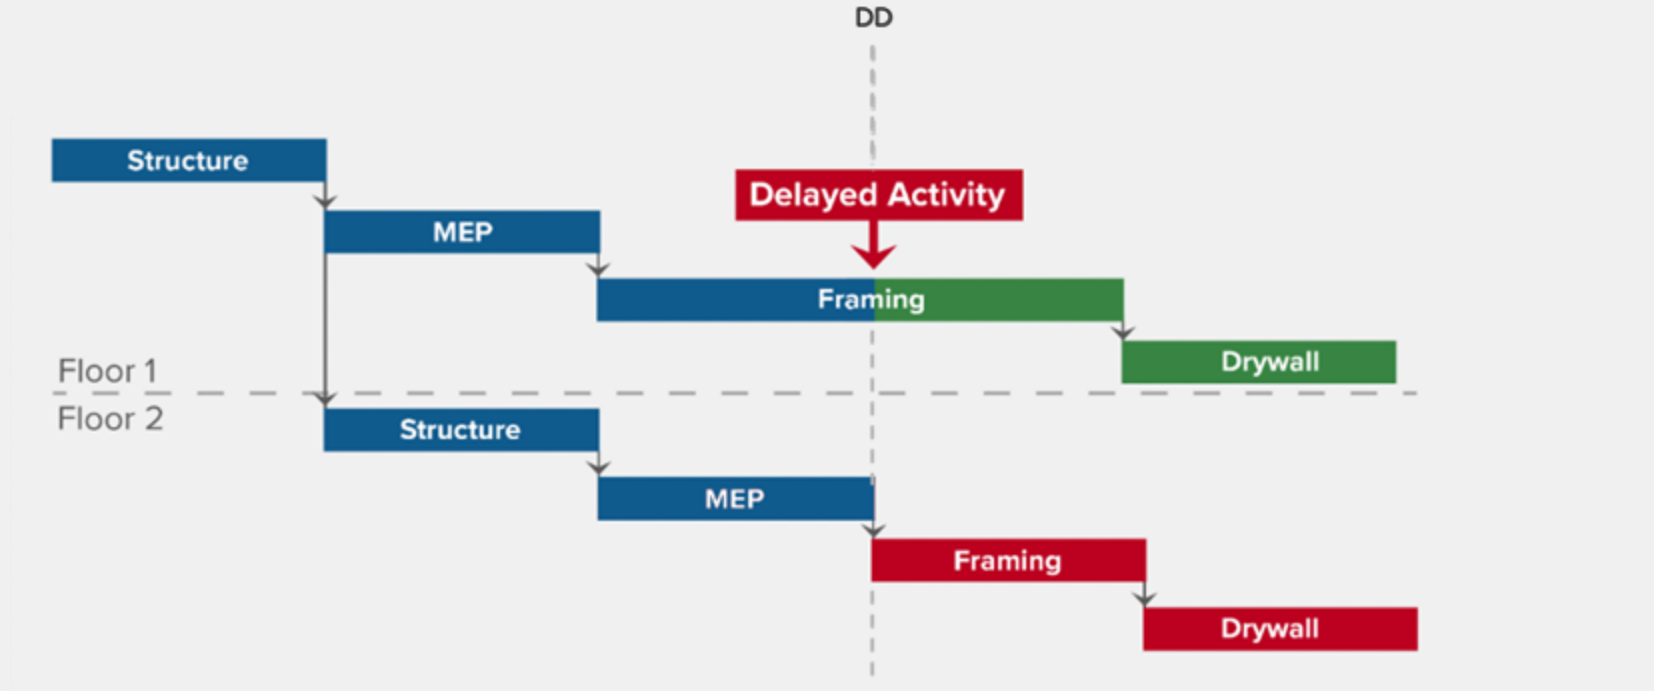 DD
Structure
Delayed Activity
MEP
Framing
Drywall
Floor 1
Floor 2
Structure
MEP
Framing
Drywall